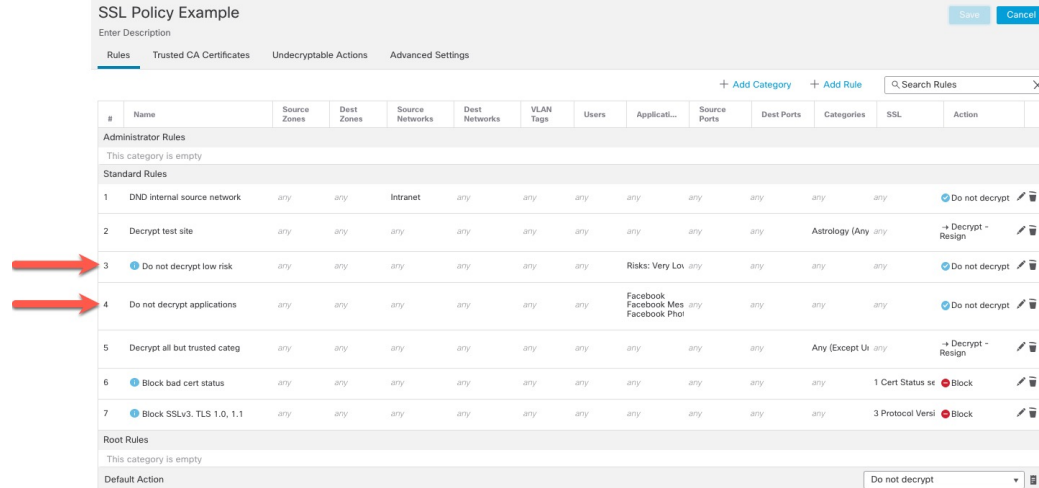 SSL Policy Example
Save Cancel
Enter Description
Rules Trusted CA Certificates Undecryptable Actions Advanced Settings
+ Add Category + Add Rule Search Rules X
# Name Source Zones Dest Zones Source Networks Dest Networks VLAN Tags Users Applicati... Source Ports Dest Ports Categories SSL Action
Administrator Rules
This category is empty
Standard Rules
1 DND internal source network any any Intranet any any any any any any any any Do not decrypt
2 Decrypt test site any any any any any any any any any Astrology (Any any → Decrypt - Resign
3 Do not decrypt low risk any any any any any any Risks: Very Lov any any any any Do not decrypt
4 Do not decrypt applications any any any any any any Facebook Facebook Mes Facebook Phot any any any any Do not decrypt
5 Decrypt all but trusted categ any any any any any any any any any Any (Except Un any → Decrypt - Resign
6 Block bad cert status any any any any any any any any any any 1 Cert Status se Block
7 Block SSLv3. TLS 1.0, 1.1 any any any any any any any any any any 3 Protocol Versi Block
Root Rules
This category is empty
Default Action Do not decrypt